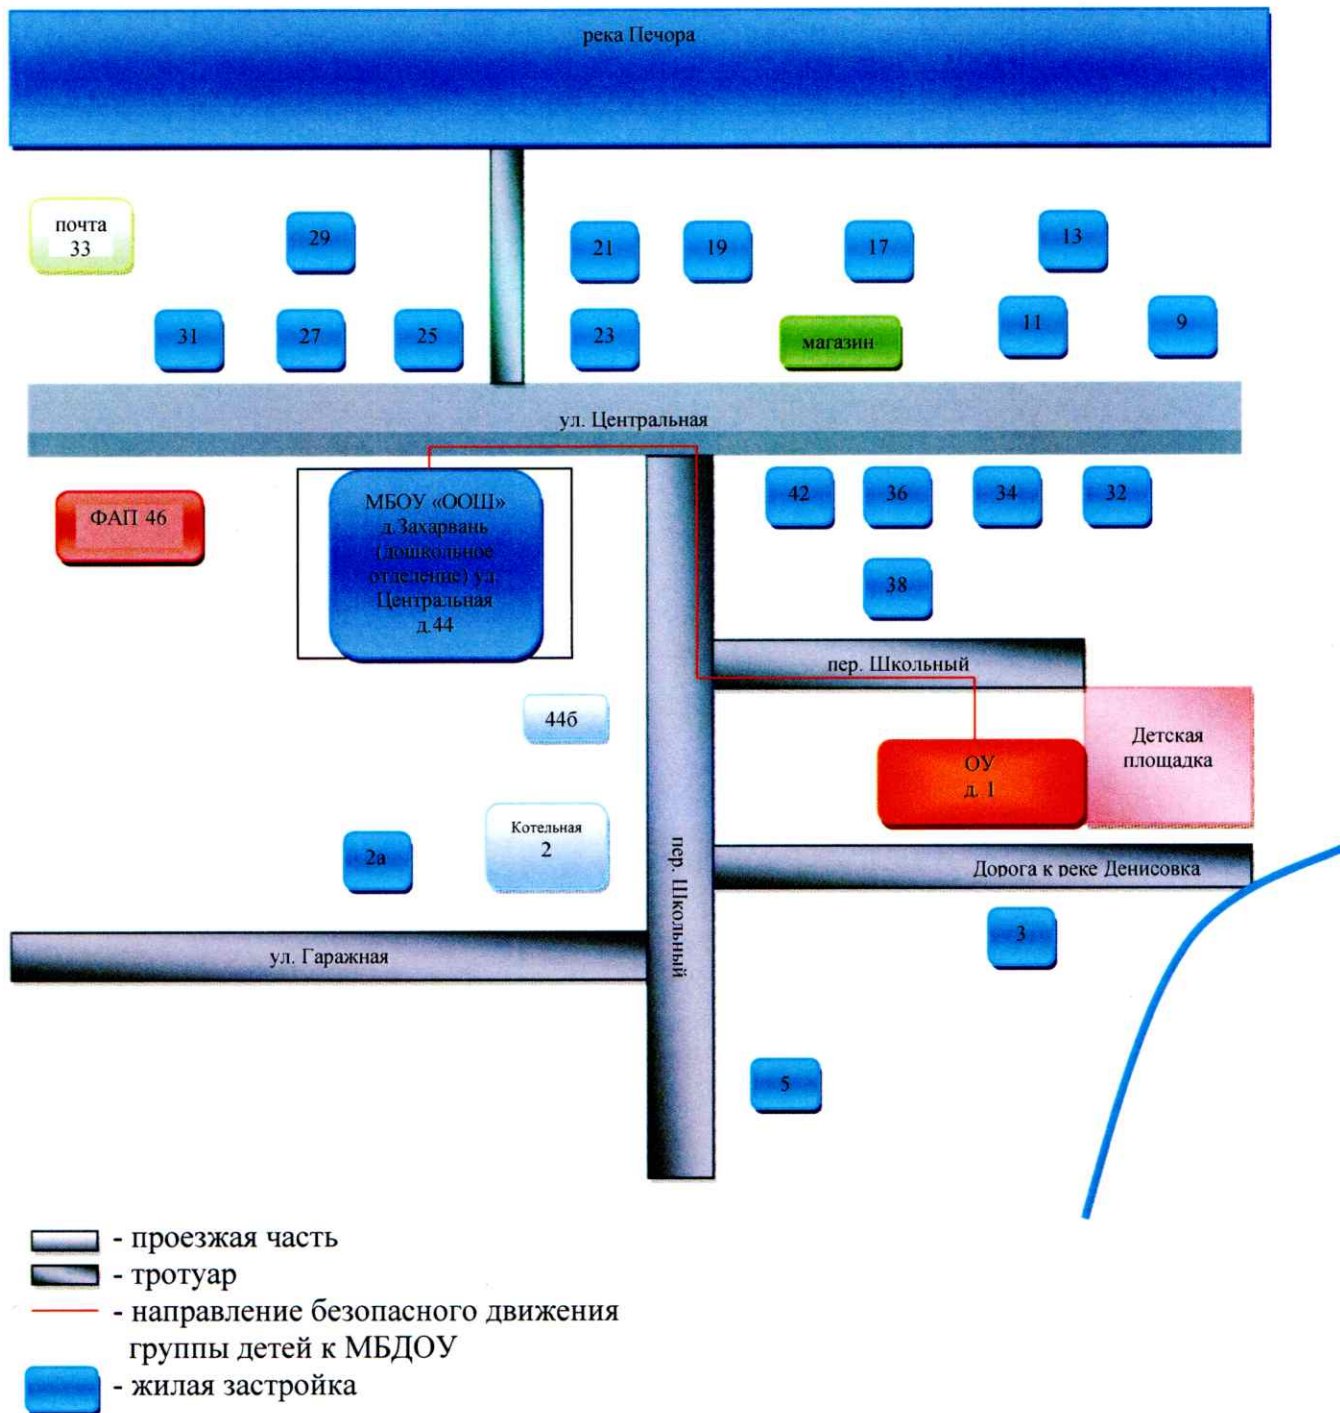 река Печора
почта
33
29
21
19
17
13
31
27
25
23
магазин
11
9
ул. Центральная
ФАП 46
МБОУ «ООШ»
д.Захарвань
(дошкольное
отделение) ул.
Центральная
д.44
42
36
34
32
38
пер. Школьный
44б
Детская
площадка
ОУ
д. 1
Котельная
2
2а
пер. Школьный
Дорога к реке Денисовка
3
ул. Гаражная
5
- проезжая часть
- тротуар
- направление безопасного движения
группы детей к МБДОУ
- жилая застройка